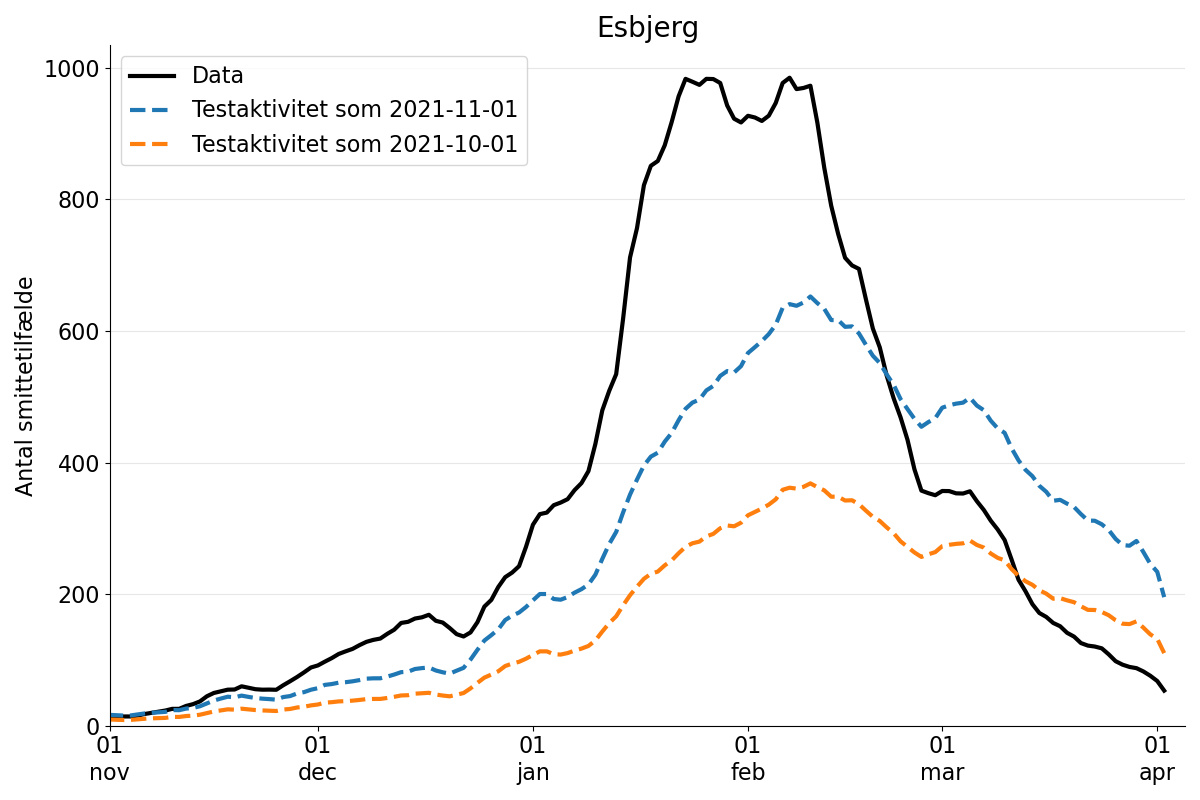 Esbjerg
Data
Testaktivitet som 2021-11-01
Testaktivitet som 2021-10-01
Antal smittetilfælde
1000
800
600
400
200
0
01 01 01 01 01 01
nov dec jan feb mar apr